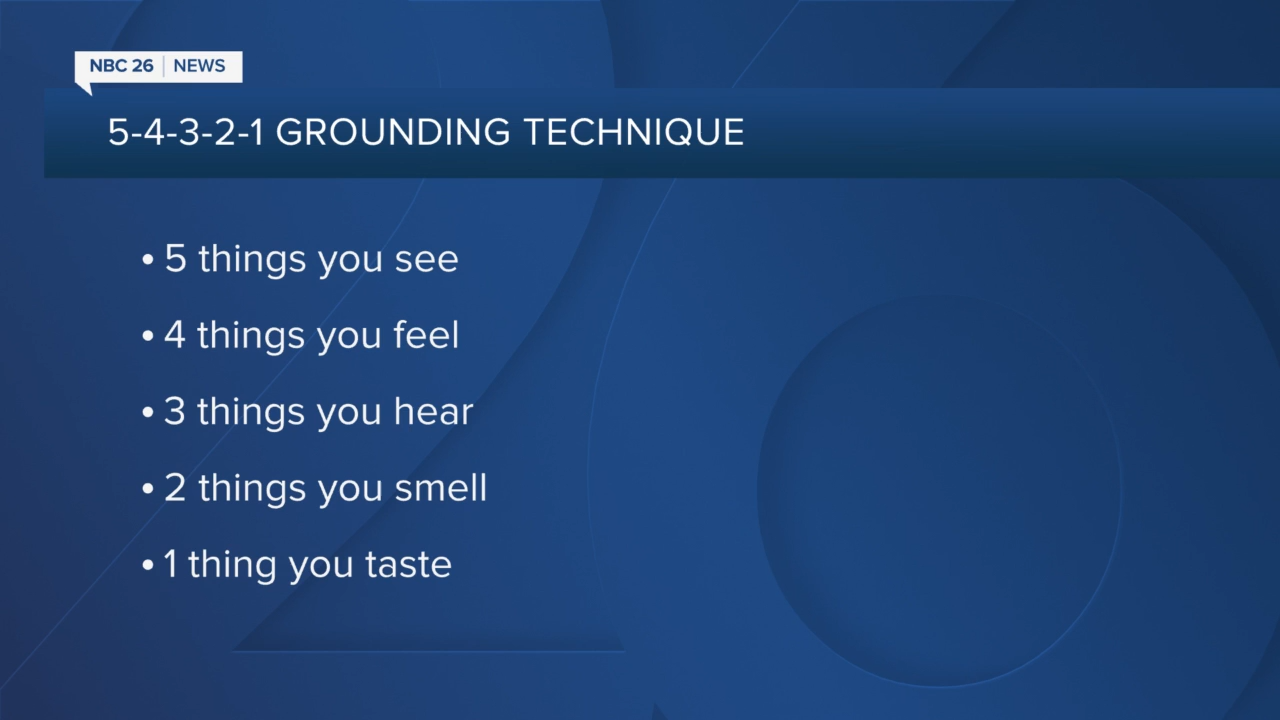 NBC 26 | NEWS
5-4-3-2-1 GROUNDING TECHNIQUE
• 5 things you see
• 4 things you feel
• 3 things you hear
• 2 things you smell
• 1 thing you taste